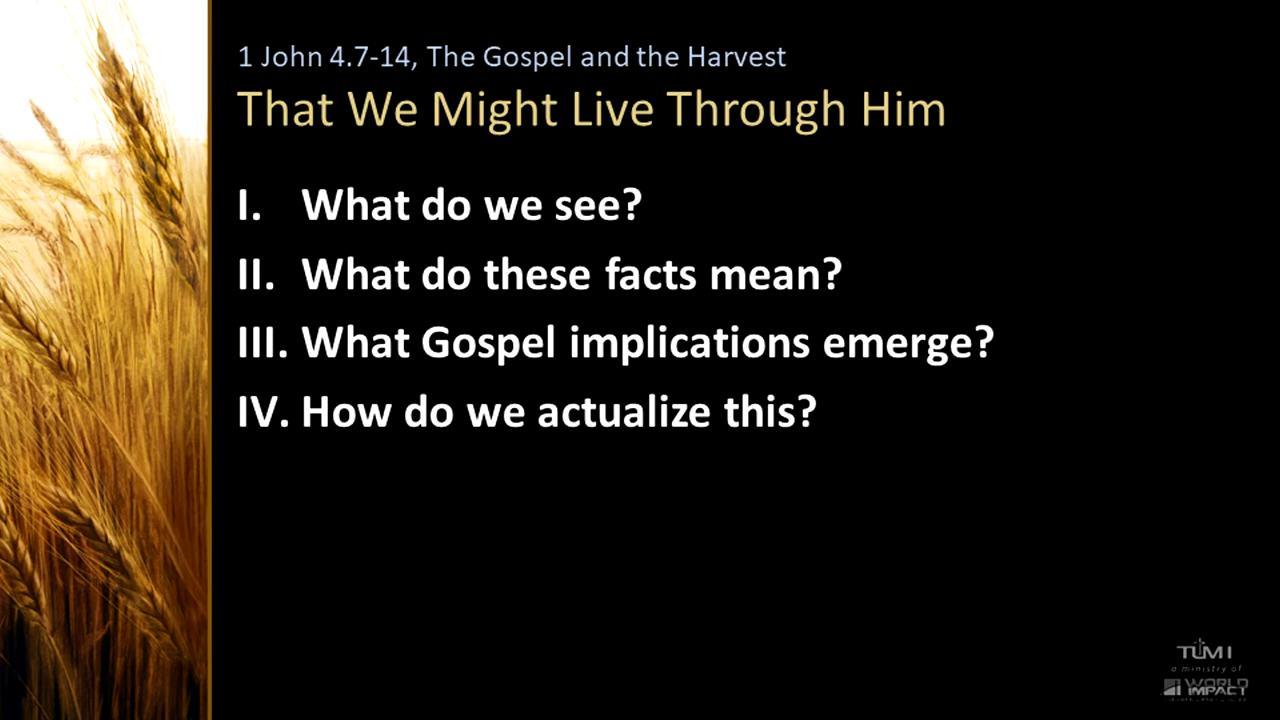 1 John 4.7-14, The Gospel and the Harvest
That We Might Live Through Him
I. What do we see?
II. What do these facts mean?
III. What Gospel implications emerge?
IV. How do we actualize this?
TUMI
a ministry of
WORLD
IMPACT